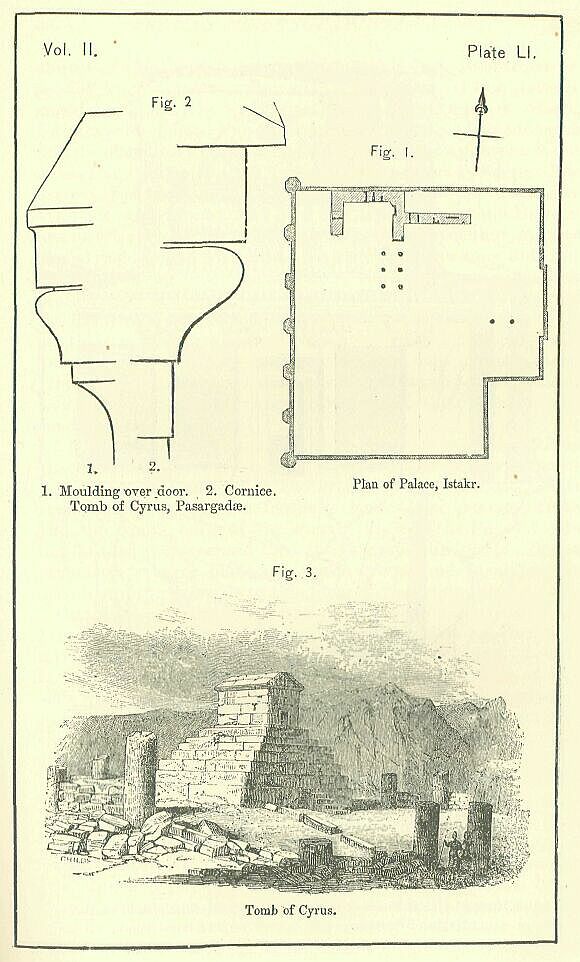 Vol. II.
Plate LI.
Fig. 2
Fig. 1.
1.
2.
1. Moulding over door. 2. Cornice.
Tomb of Cyrus, Pasargadæ.
Plan of Palace, Istakr.
Fig. 3.
CHILDS
Tomb of Cyrus.